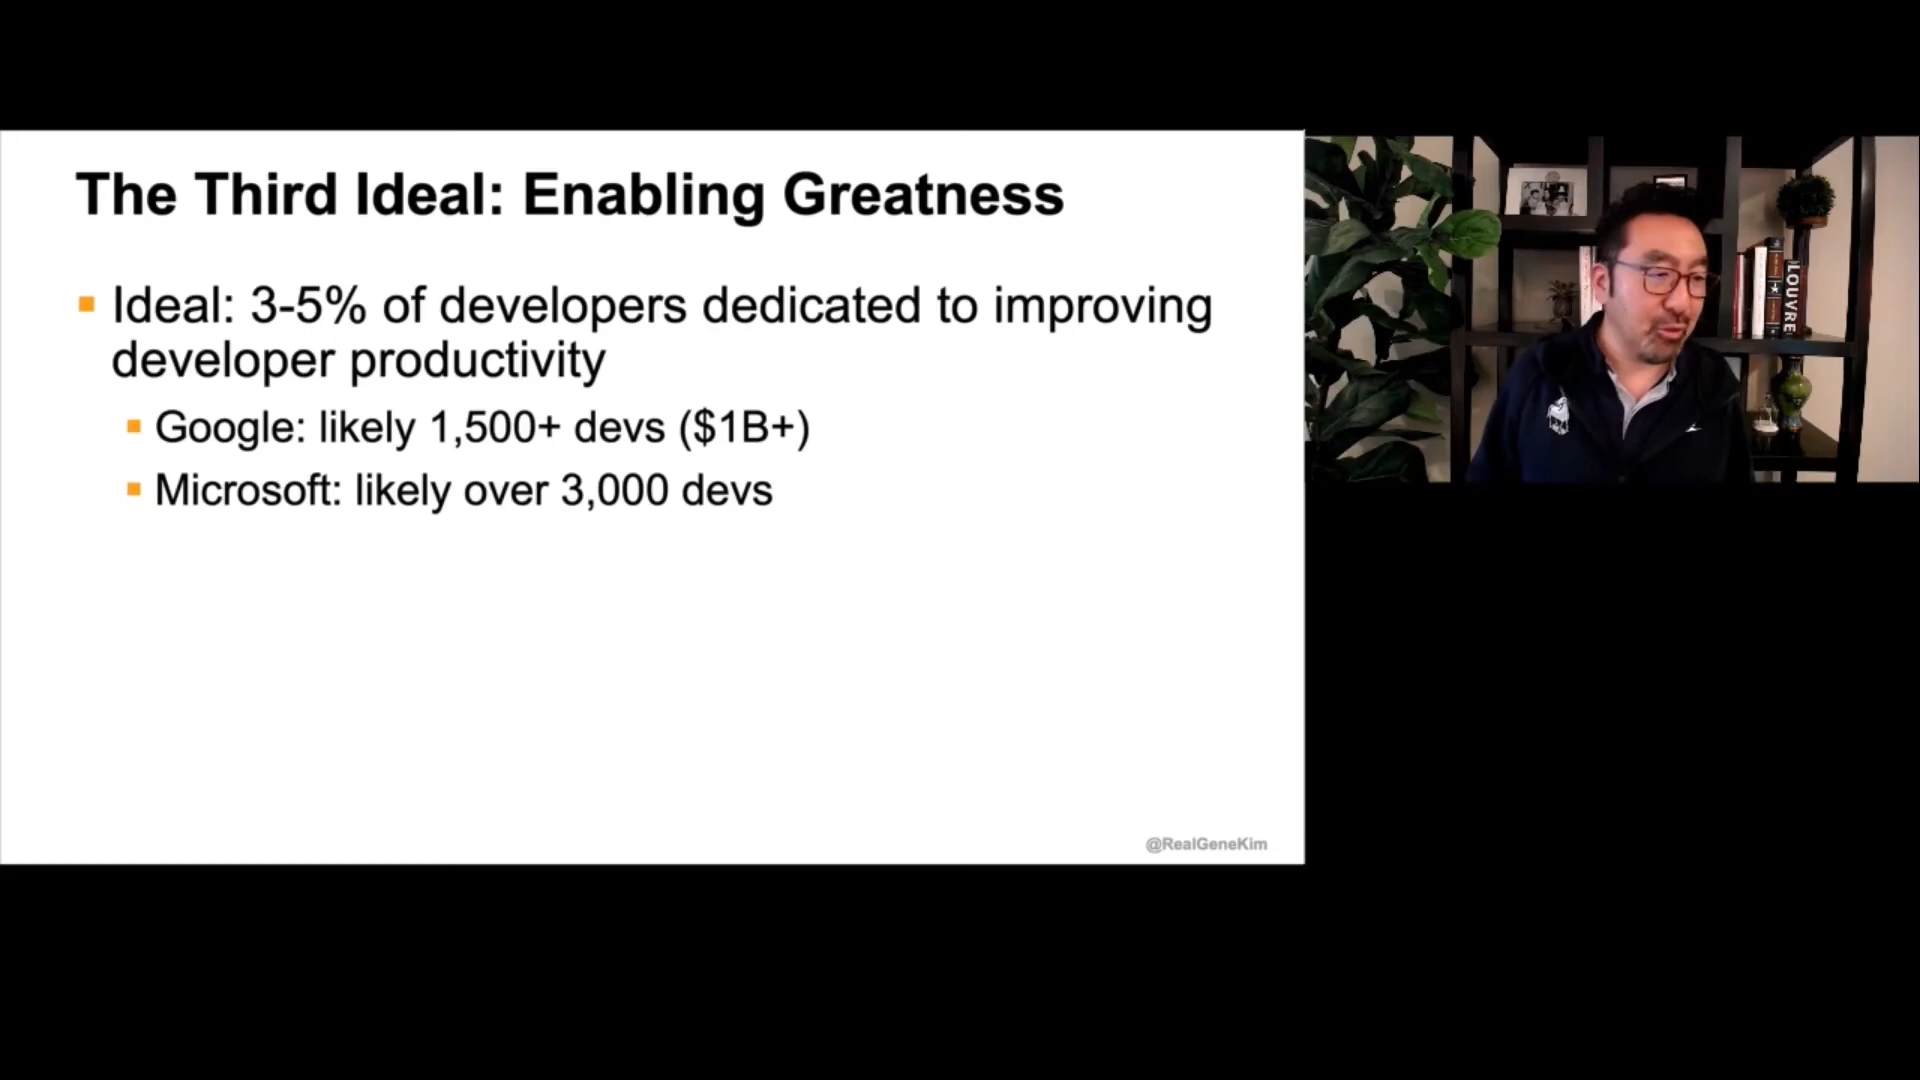 The Third Ideal: Enabling Greatness
Ideal: 3-5% of developers dedicated to improving
developer productivity
Google: likely 1,500+ devs ($1B+)
Microsoft: likely over 3,000 devs
@RealGeneKim
LOUVRE